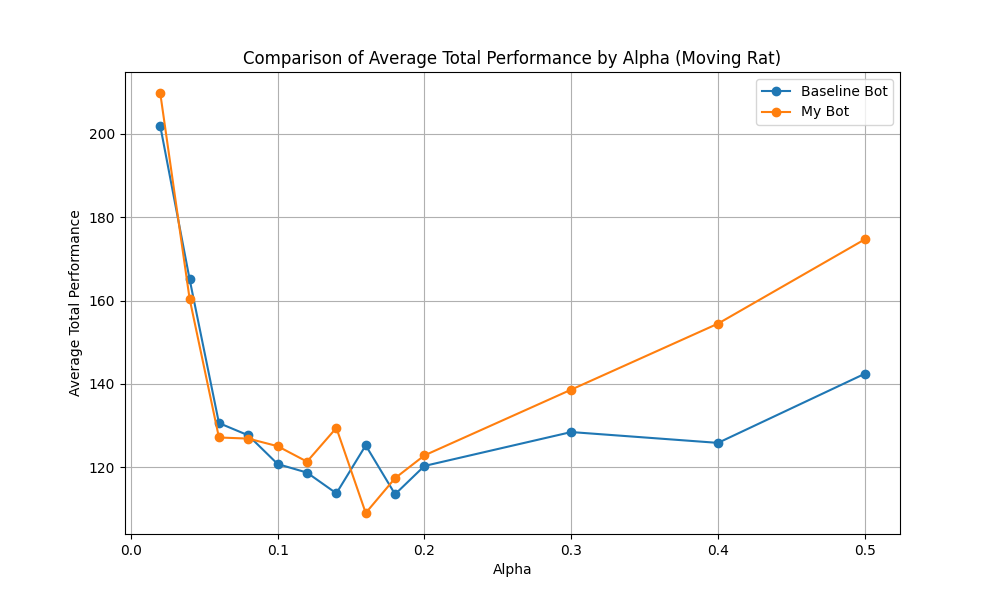 Comparison of Average Total Performance by Alpha (Moving Rat)
Baseline Bot
My Bot
Average Total Performance
200
180
160
140
120
0.0 0.1 0.2 0.3 0.4 0.5
Alpha